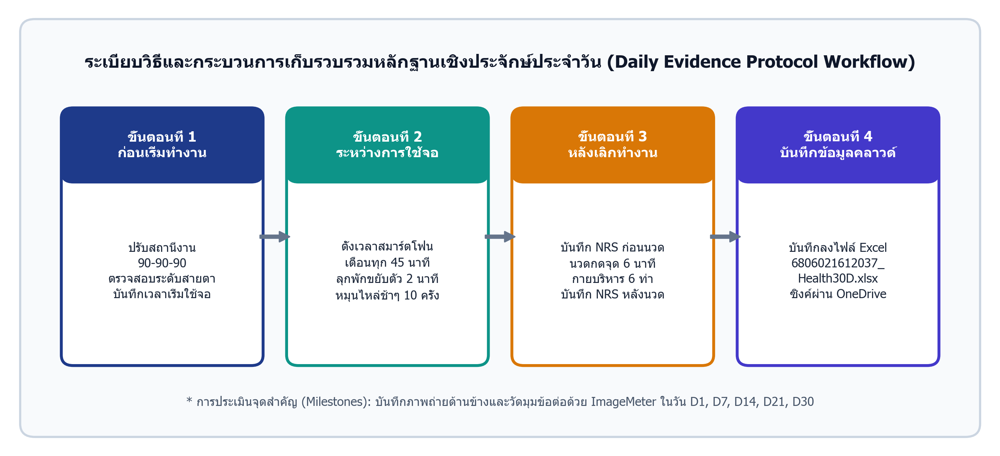 ระเบียบวิธีและกระบวนการเก็บรวบรวมหลักฐานเชิงประจักษ์ประจำวัน (Daily Evidence Protocol Workflow)
ขั้นตอนที่ 1
ก่อนเริ่มทำงาน
ปรับสถานีงาน
90-90-90
ตรวจสอบระดับสายตา
บันทึกเวลาเริ่มใช้จอ
ขั้นตอนที่ 2
ระหว่างการใช้จอ
ตั้งเวลาสมาร์ตโฟน
เตือนทุก 45 นาที
ลุกพักขยับตัว 2 นาที
หมุนไหล่ช้าๆ 10 ครั้ง
ขั้นตอนที่ 3
หลังเลิกทำงาน
บันทึก NRS ก่อนนวด
นวดกดจุด 6 นาที
กายบริหาร 6 ท่า
บันทึก NRS หลังนวด
ขั้นตอนที่ 4
บันทึกข้อมูลคลาวด์
บันทึกลงไฟล์ Excel
6806021612037_
Health30D.xlsx
ซิงค์ผ่าน OneDrive
* การประเมินจุดสำคัญ (Milestones): บันทึกภาพถ่ายด้านข้างและวัดมุมข้อต่อด้วย ImageMeter ในวัน D1, D7, D14, D21, D30